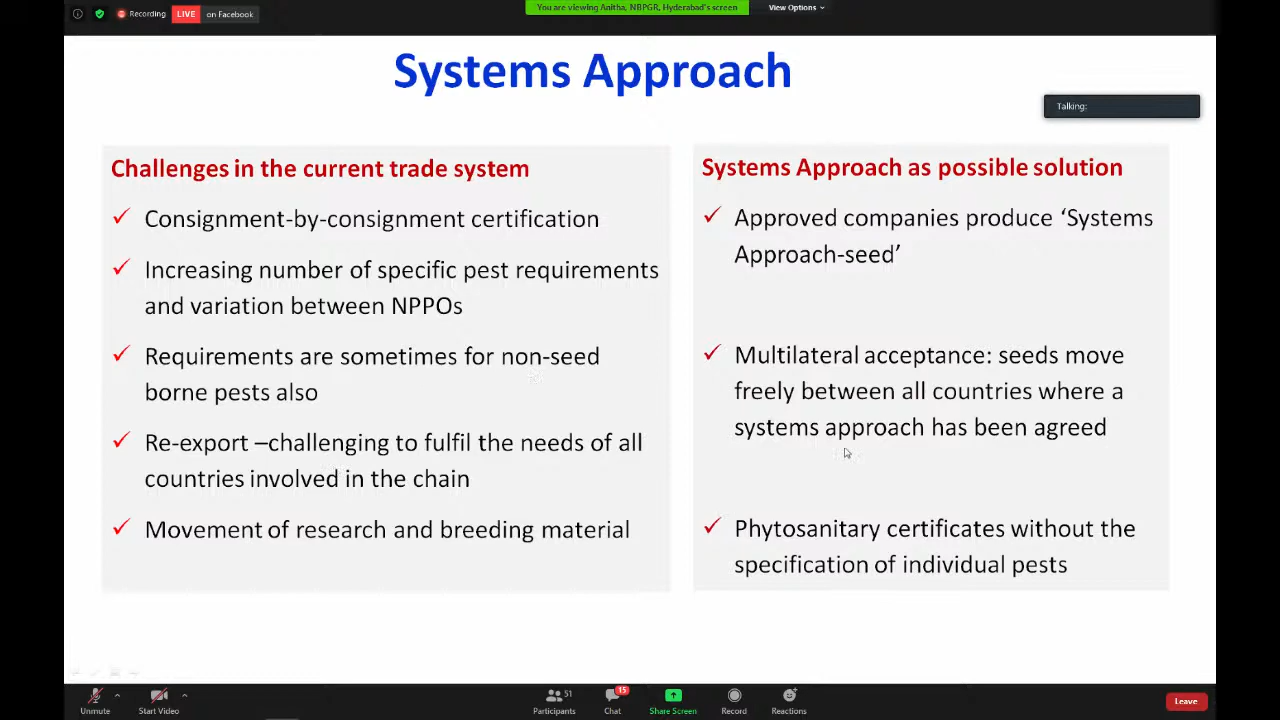 Recording
LIVE
on Facebook
You are viewing Anitha, NBPGR, Hyderabad's screen
View Options
Systems Approach
Talking:
Challenges in the current trade system
Consignment-by-consignment certification
Increasing number of specific pest requirements
and variation between NPPOs
Requirements are sometimes for non-seed
borne pests also
Re-export –challenging to fulfil the needs of all
countries involved in the chain
Movement of research and breeding material
Systems Approach as possible solution
Approved companies produce ‘Systems
Approach-seed’
Multilateral acceptance: seeds move
freely between all countries where a
systems approach has been agreed
Phytosanitary certificates without the
specification of individual pests
Unmute
Start Video
51
Participants
15
Chat
Share Screen
Record
Reactions
Leave